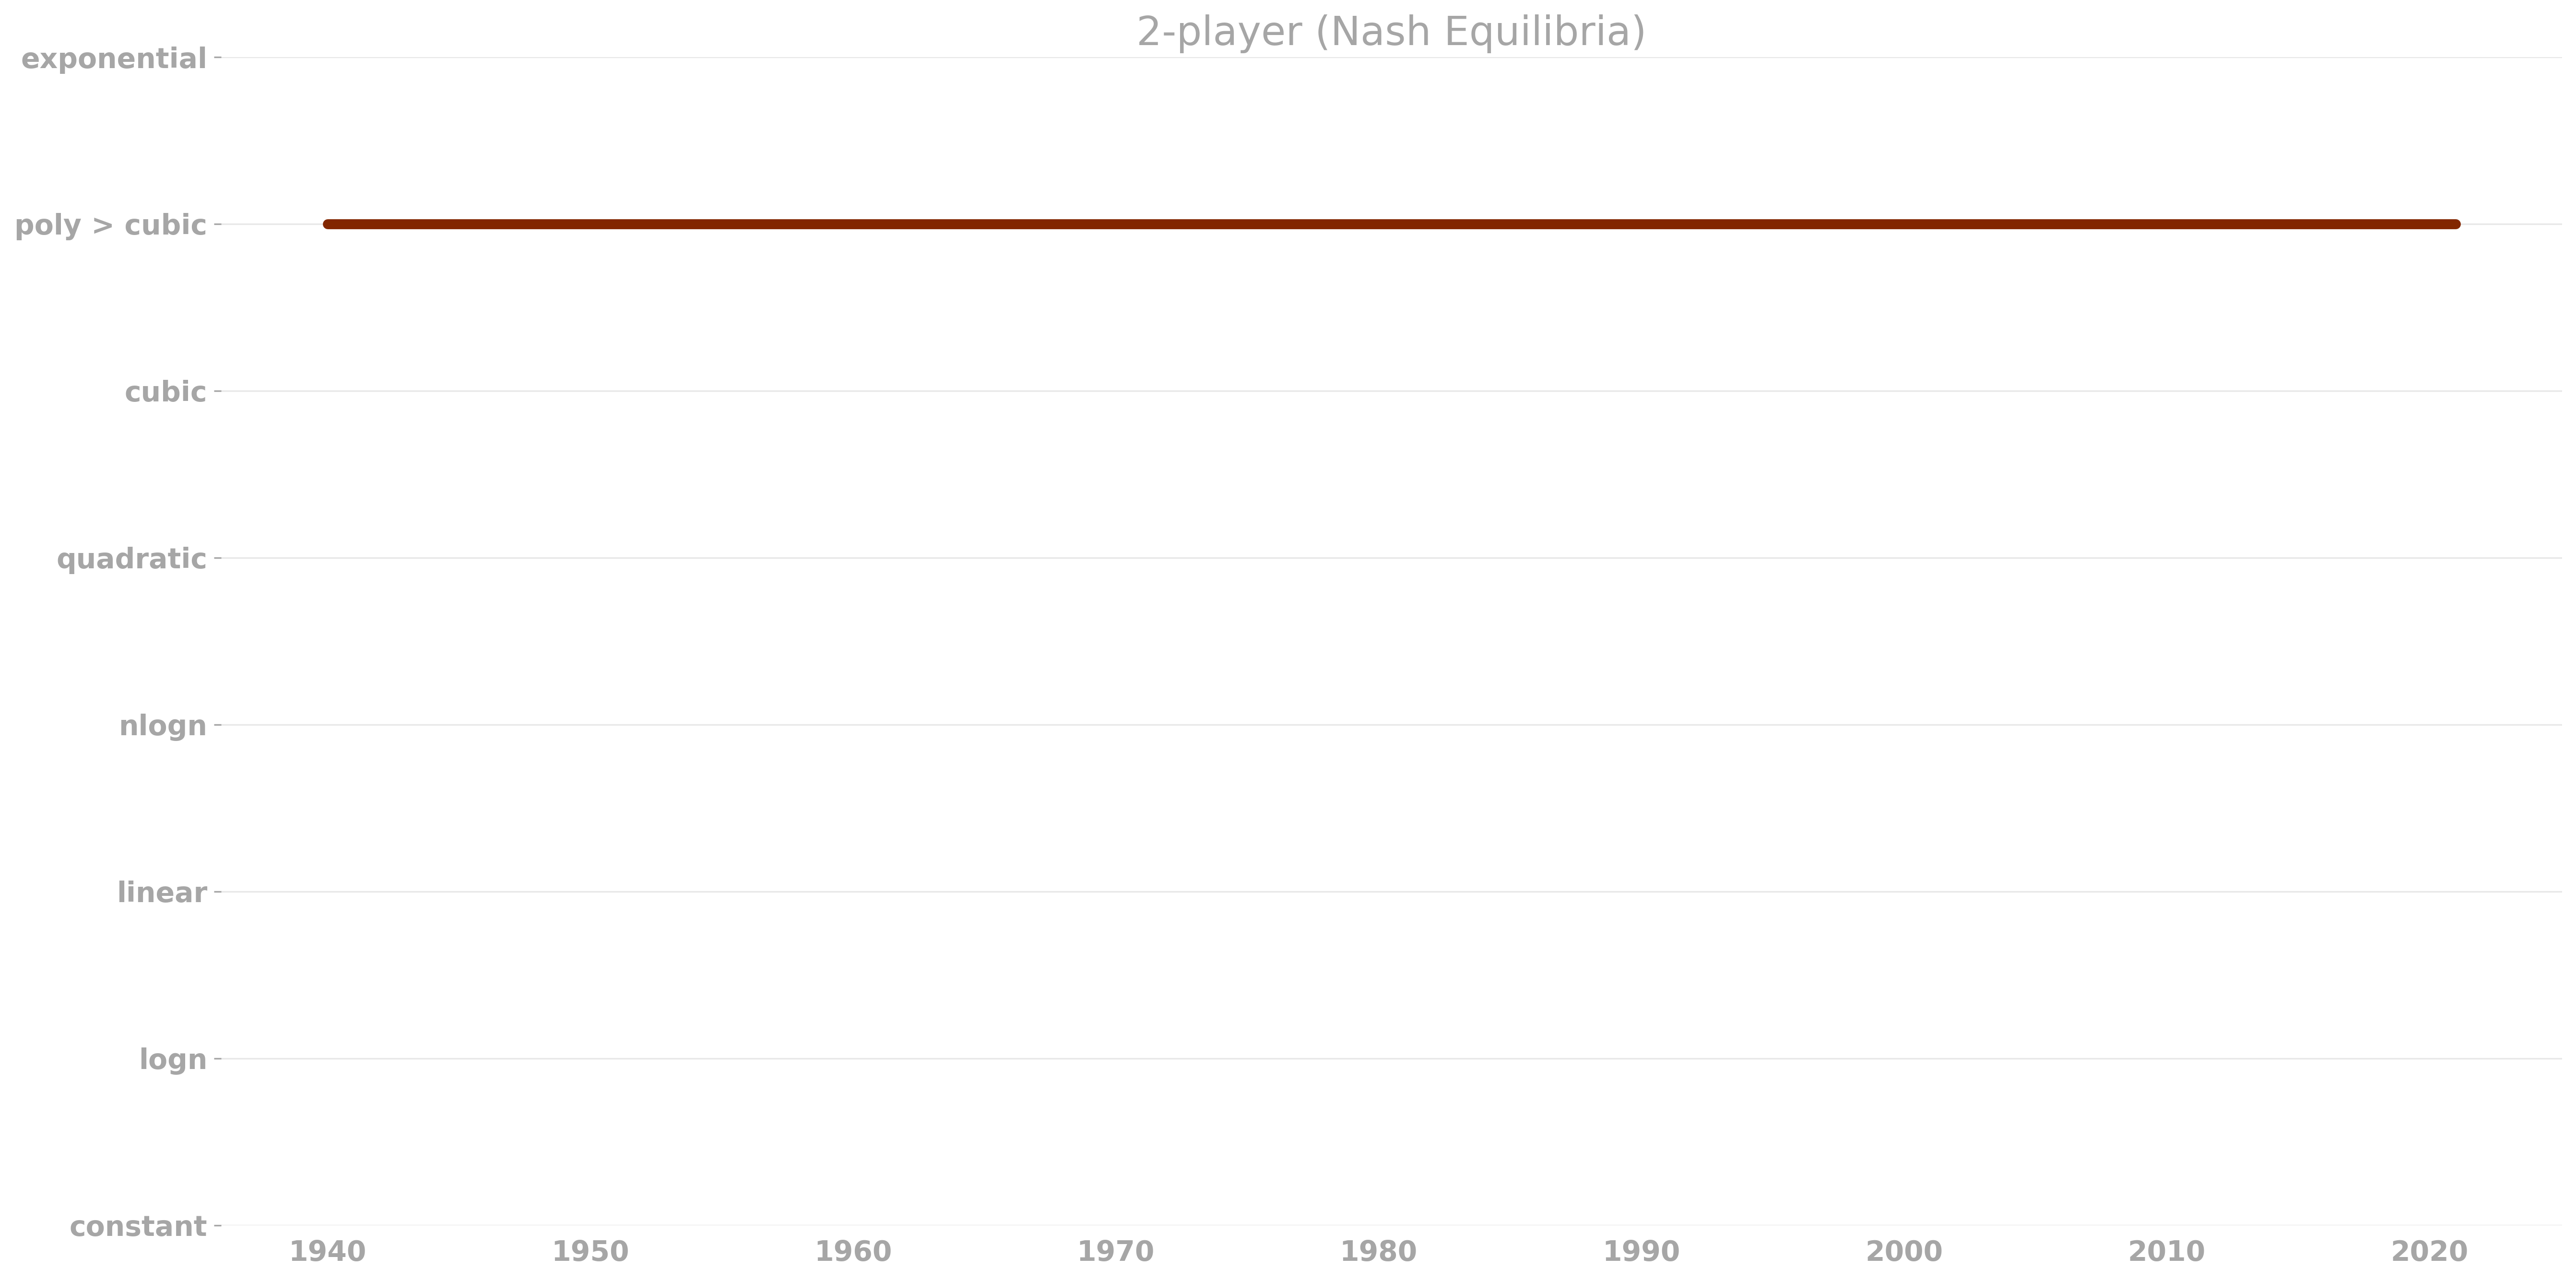 2-player (Nash Equilibria)
exponential
poly > cubic
cubic
quadratic
nlogn
linear
logn
constant
1940 1950 1960 1970 1980 1990 2000 2010 2020